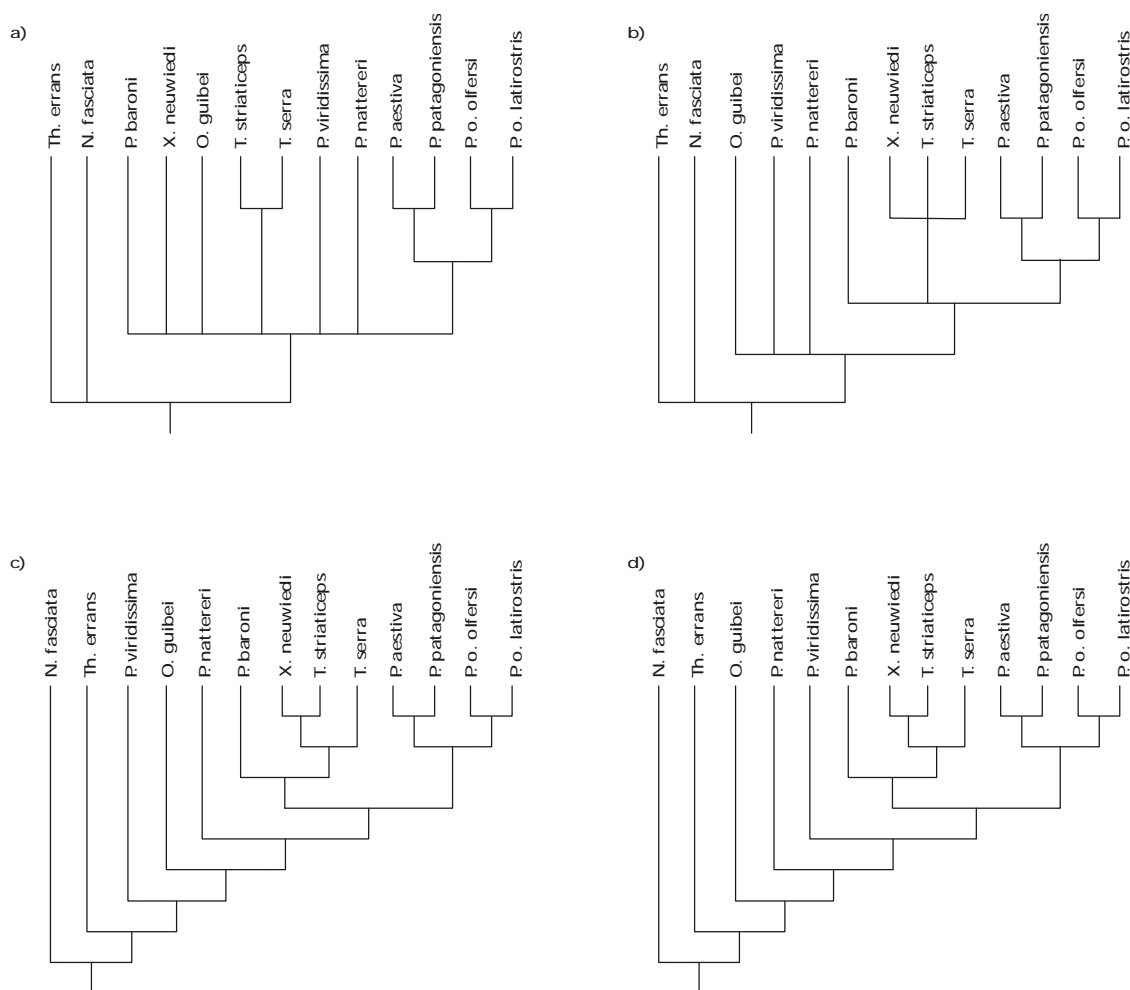 a)
Th. errans
N. fasciata
P. baroni
X. neuwiedi
O. guibei
T. striaticeps
T. serra
P. viridissima
P. nattereri
P. aestiva
P. patagoniensis
P. o. olfersi
P. o. latirostris
b)
Th. errans
N. fasciata
O. guibei
P. viridissima
P. nattereri
P. baroni
X. neuwiedi
T. striaticeps
T. serra
P. aestiva
P. patagoniensis
P. o. olfersi
P. o. latirostris
c)
N. fasciata
Th. errans
P. viridissima
O. guibei
P. nattereri
P. baroni
X. neuwiedi
T. striaticeps
T. serra
P. aestiva
P. patagoniensis
P. o. olfersi
P. o. latirostris
d)
N. fasciata
Th. errans
O. guibei
P. nattereri
P. viridissima
P. baroni
X. neuwiedi
T. striaticeps
T. serra
P. aestiva
P. patagoniensis
P. o. olfersi
P. o. latirostris